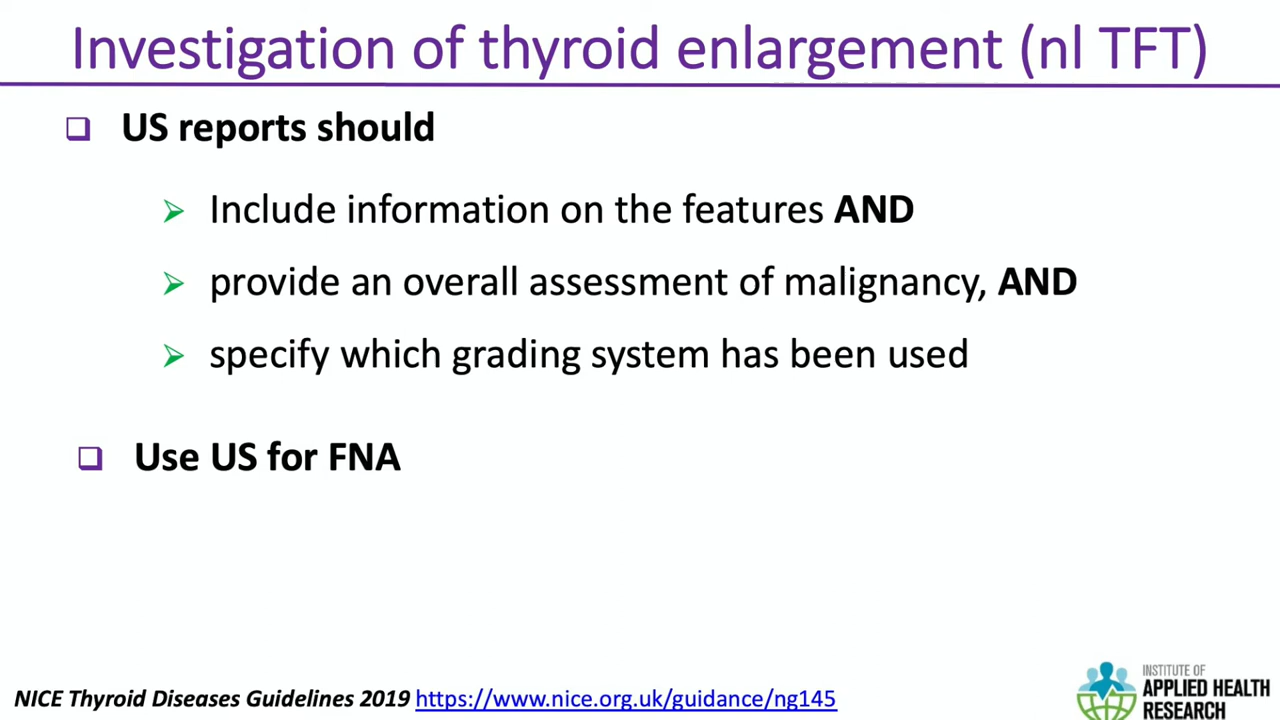 Investigation of thyroid enlargement (nl TFT)
US reports should
Include information on the features AND
provide an overall assessment of malignancy, AND
specify which grading system has been used
Use US for FNA
NICE Thyroid Diseases Guidelines 2019 https://www.nice.org.uk/guidance/ng145
INSTITUTE OF
APPLIED HEALTH
RESEARCH